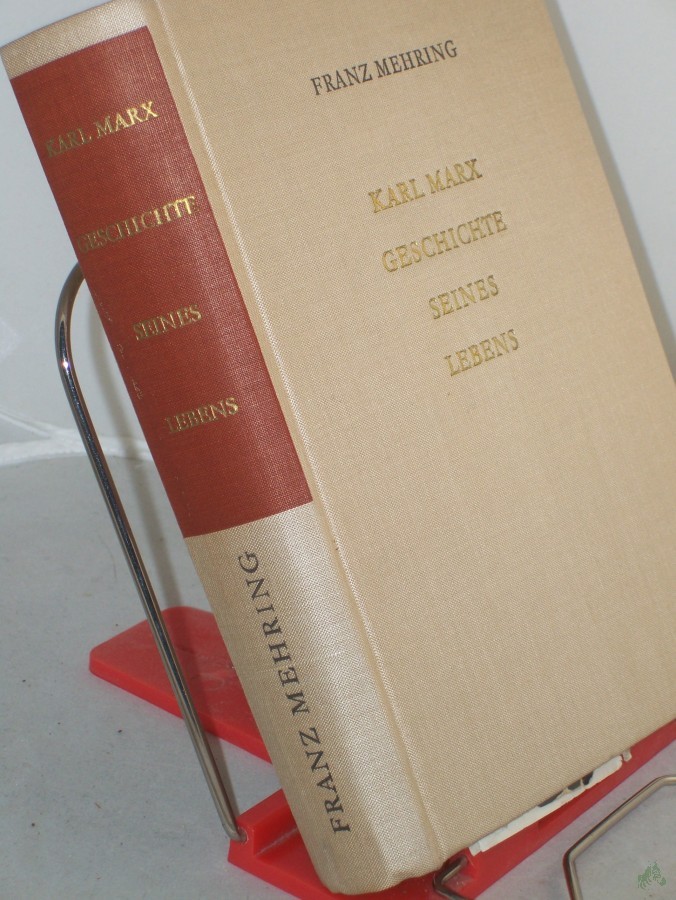 KARL MARX
GESCHICHTE
SEINES
LEBENS
FRANZ MEHRING
FRANZ MEHRING
KARL MARX
GESCHICHTE
SEINES
LEBENS